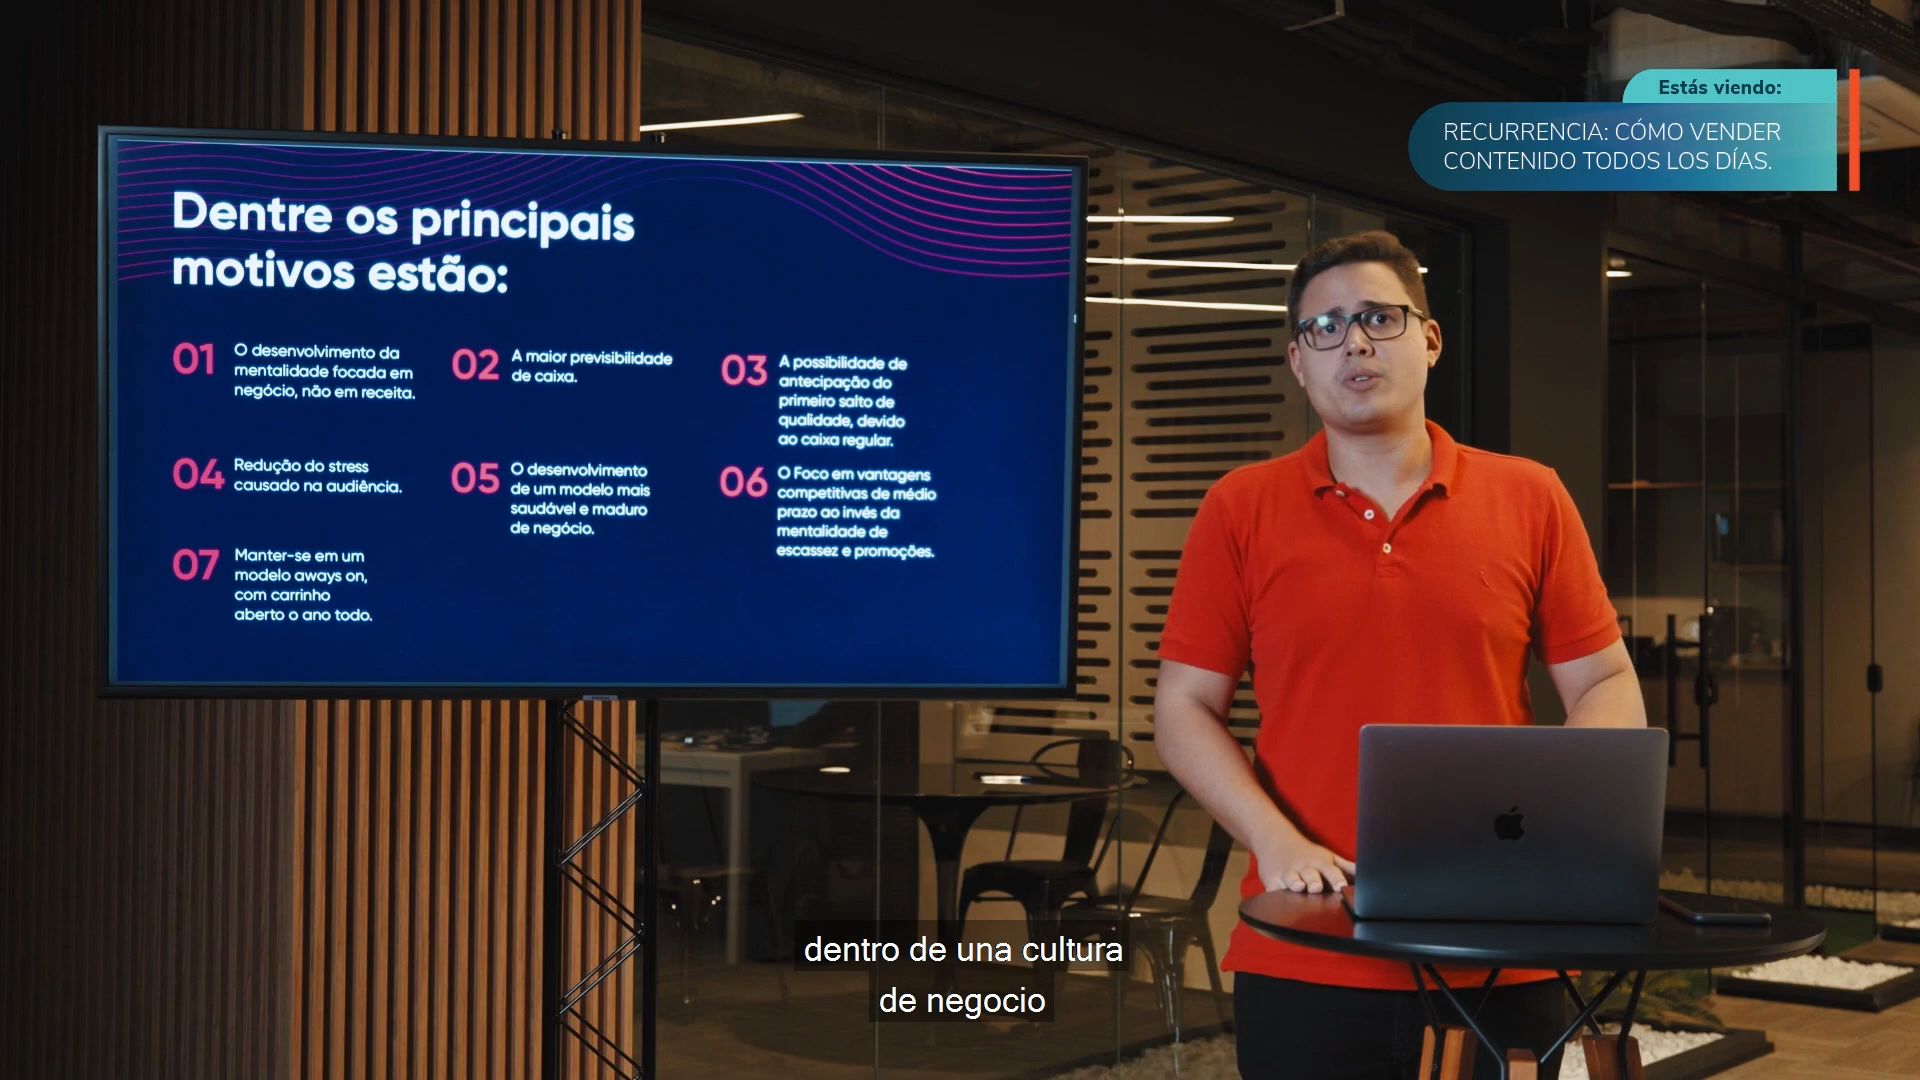 Estás viendo:
RECURRENCIA: CÓMO VENDER
CONTENIDO TODOS LOS DÍAS.
Dentre os principais
motivos estão:
01
O desenvolvimento da
mentalidade focada em
negócio, não em receita.
02
A maior previsibilidade
de caixa.
03
A possibilidade de
antecipação do
primeiro salto de
qualidade, devido
ao caixa regular.
04
Redução do stress
causado na audiência.
05
O desenvolvimento
de um modelo mais
saudável e maduro
de negócio.
06
O Foco em vantagens
competitivas de médio
prazo ao invés da
mentalidade de
escassez e promoções.
07
Manter-se em um
modelo aways on,
com carrinho
aberto o ano todo.
dentro de una cultura
de negocio